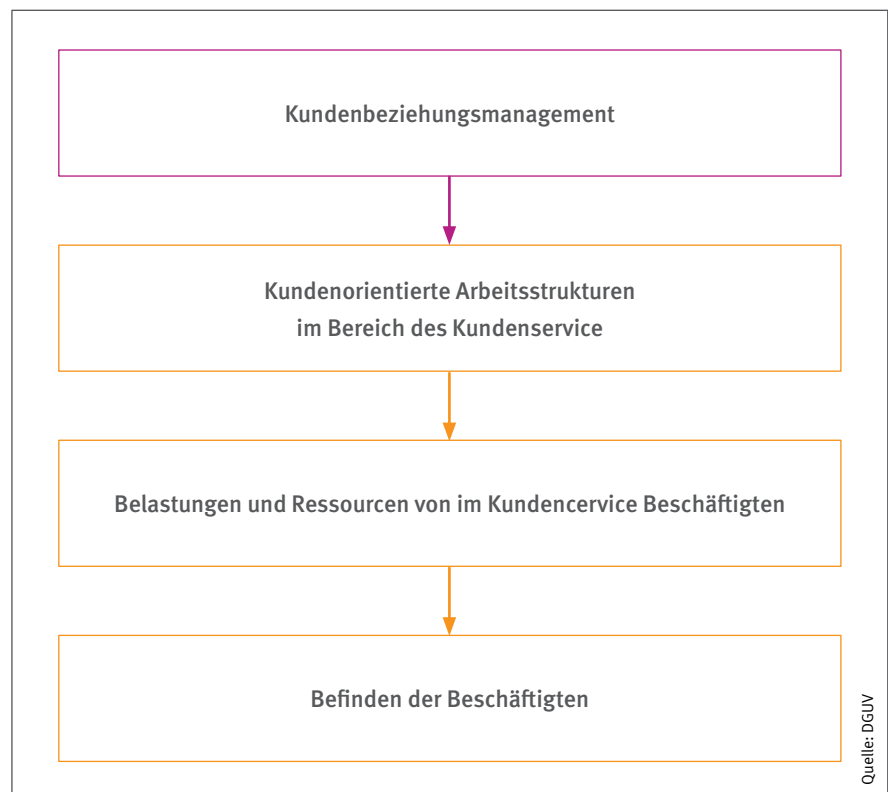 Kundenbeziehungsmanagement
Kundenorientierte Arbeitsstrukturen
im Bereich des Kundenservice
Belastungen und Ressourcen von im Kundencervice Beschäftigten
Befinden der Beschäftigten
Quelle: DGUV